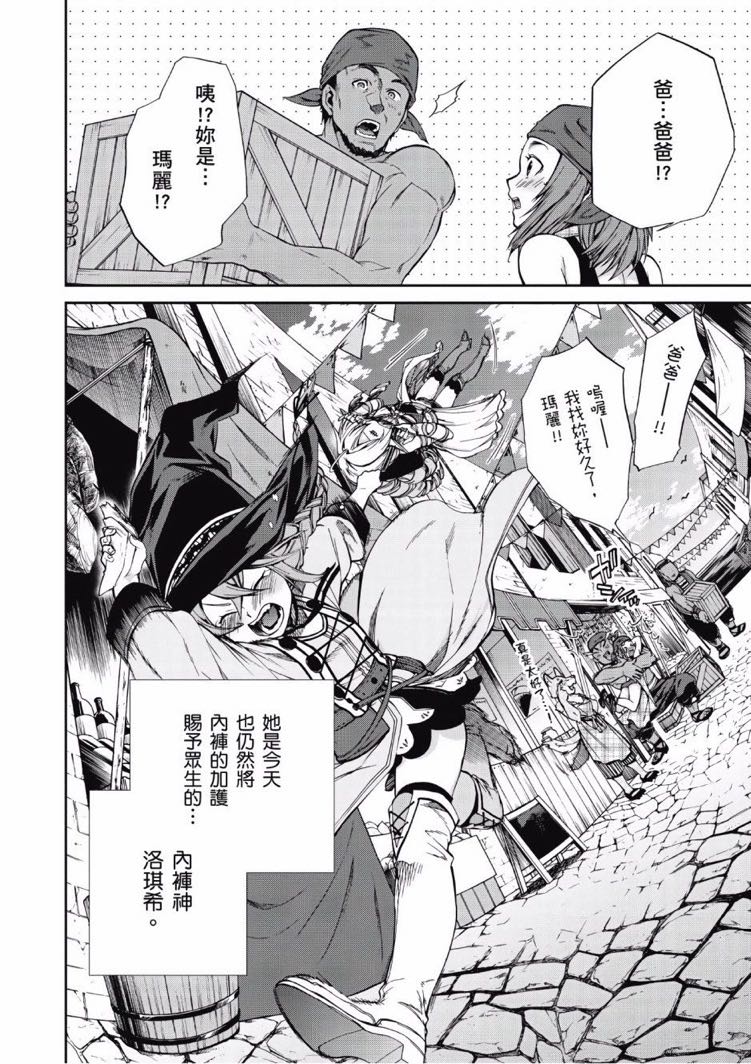 爸…爸爸!?
咦!?妳是…
瑪麗!?
爸爸——!!
嗚喔——
我找妳好久了，
瑪麗!!
真是太好了…!
她是今天
也仍然將
內褲的加護
賜予眾生的…
內褲神
洛琪希。